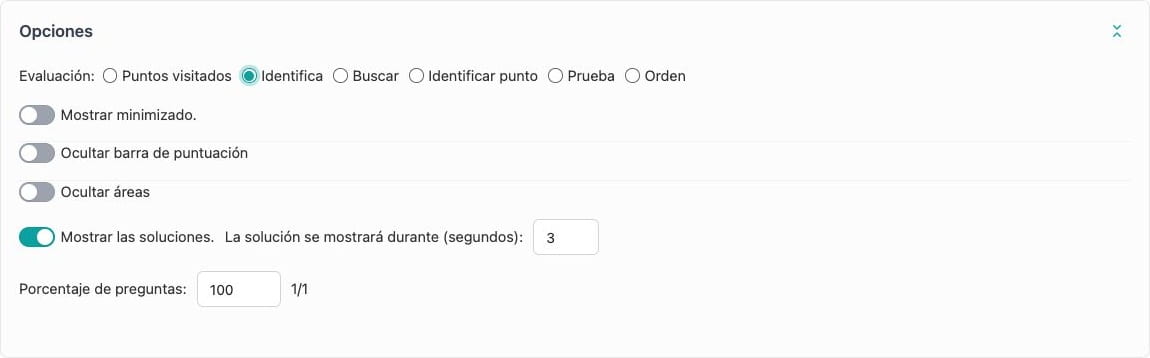 Opciones
Evaluación: Puntos visitados Identifica Buscar Identificar punto Prueba Orden
Mostrar minimizado.
Ocultar barra de puntuación
Ocultar áreas
Mostrar las soluciones. La solución se mostrará durante (segundos): 3
Porcentaje de preguntas: 100 1/1